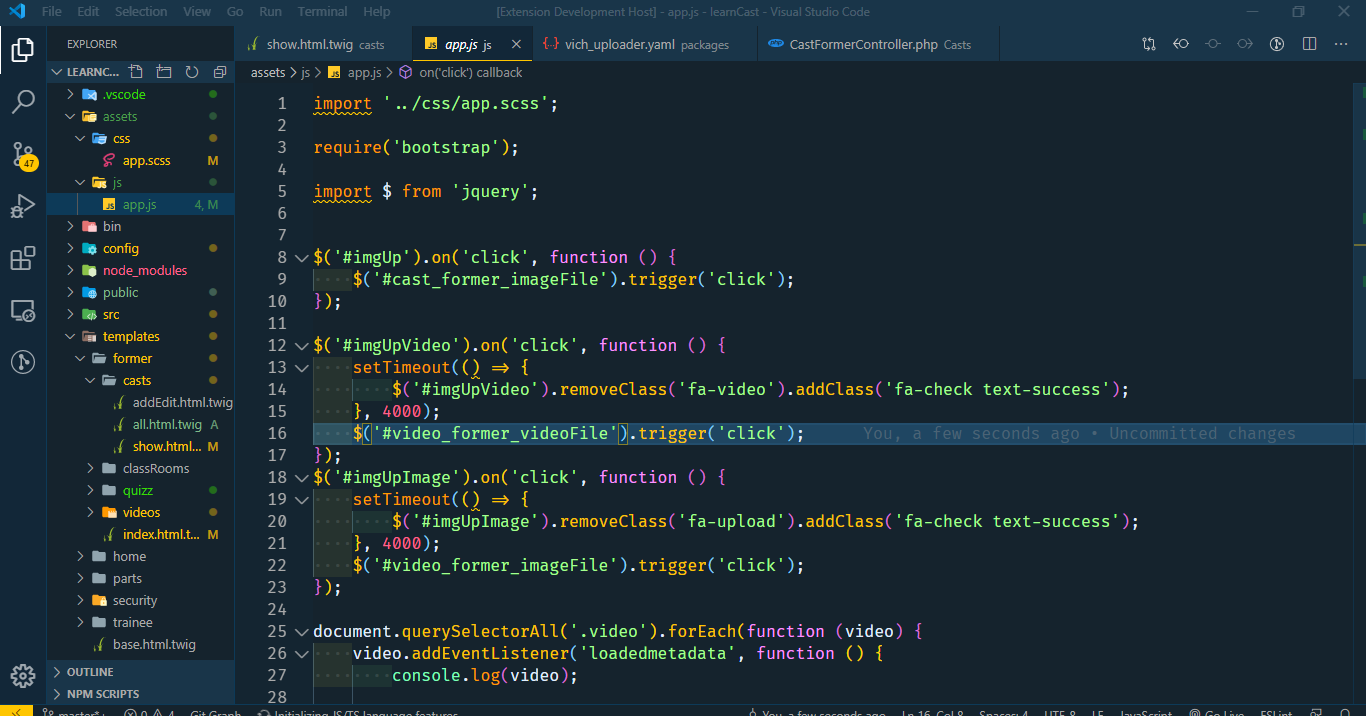 File Edit Selection View Go Run Terminal Help [Extension Development Host] - app.js - learnCast - Visual Studio Code
EXPLORER
show.html.twig casts
JS app.js js
vich_uploader.yaml packages
CastFormerController.php Casts
LEARNC...
assets > js > JS app.js > on('click') callback
.vscode
assets
css
app.scss M
js
JS app.js 4, M
bin
config
node_modules
public
src
templates
former
casts
addEdit.html.twig
all.html.twig A
show.html... M
classRooms
quizz
videos
index.html.t... M
home
parts
security
trainee
base.html.twig
OUTLINE
NPM SCRIPTS
47
1 import '../css/app.scss';
2
3 require('bootstrap');
4
5 import $ from 'jquery';
6
7
8 $('#imgUp').on('click', function () {
9 $('#cast_former_imageFile').trigger('click');
10 });
11
12 $('#imgUpVideo').on('click', function () {
13 setTimeout(() => {
14 $('#imgUpVideo').removeClass('fa-video').addClass('fa-check text-success');
15 }, 4000);
16 $('#video_former_videoFile').trigger('click'); You, a few seconds ago • Uncommitted changes
17 });
18 $('#imgUpImage').on('click', function () {
19 setTimeout(() => {
20 $('#imgUpImage').removeClass('fa-upload').addClass('fa-check text-success');
21 }, 4000);
22 $('#video_former_imageFile').trigger('click');
23 });
24
25 document.querySelectorAll('.video').forEach(function (video) {
26 video.addEventListener('loadedmetadata', function () {
27 console.log(video);
28
master*+ 0 4 Git Graph Initializing JS/TS language features You, a few seconds ago Ln 16, Col 8 Spaces: 4 UTF-8 LF JavaScript Go Live ESLint